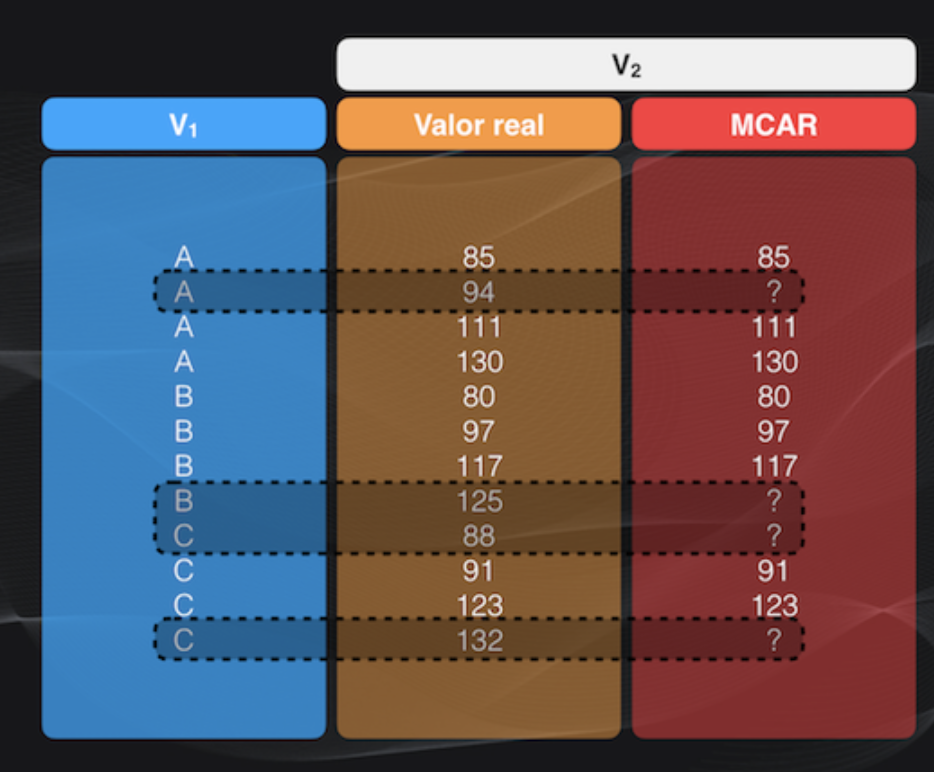 V₂
V₁ Valor real MCAR
A 85 85
A 94 ?
A 111 111
A 130 130
B 80 80
B 97 97
B 117 117
B 125 ?
C 88 ?
C 91 91
C 123 123
C 132 ?